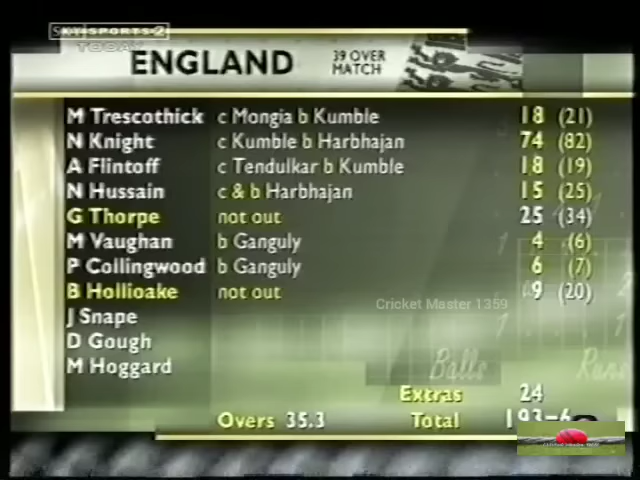 SKY SPORTS 2
TODAY
ENGLAND
39 OVER
MATCH
M Trescothick c Mongia b Kumble 18 (21)
N Knight c Kumble b Harbhajan 74 (82)
A Flintoff c Tendulkar b Kumble 18 (19)
N Hussain c & b Harbhajan 15 (25)
G Thorpe not out 25 (34)
M Vaughan b Ganguly 4 (6)
P Collingwood b Ganguly 6 (7)
B Hollioake not out 9 (20)
Cricket Master 1359
J Snape
D Gough
M Hoggard
Balls Runs
Extras 24
Overs 35.3 Total 193-6